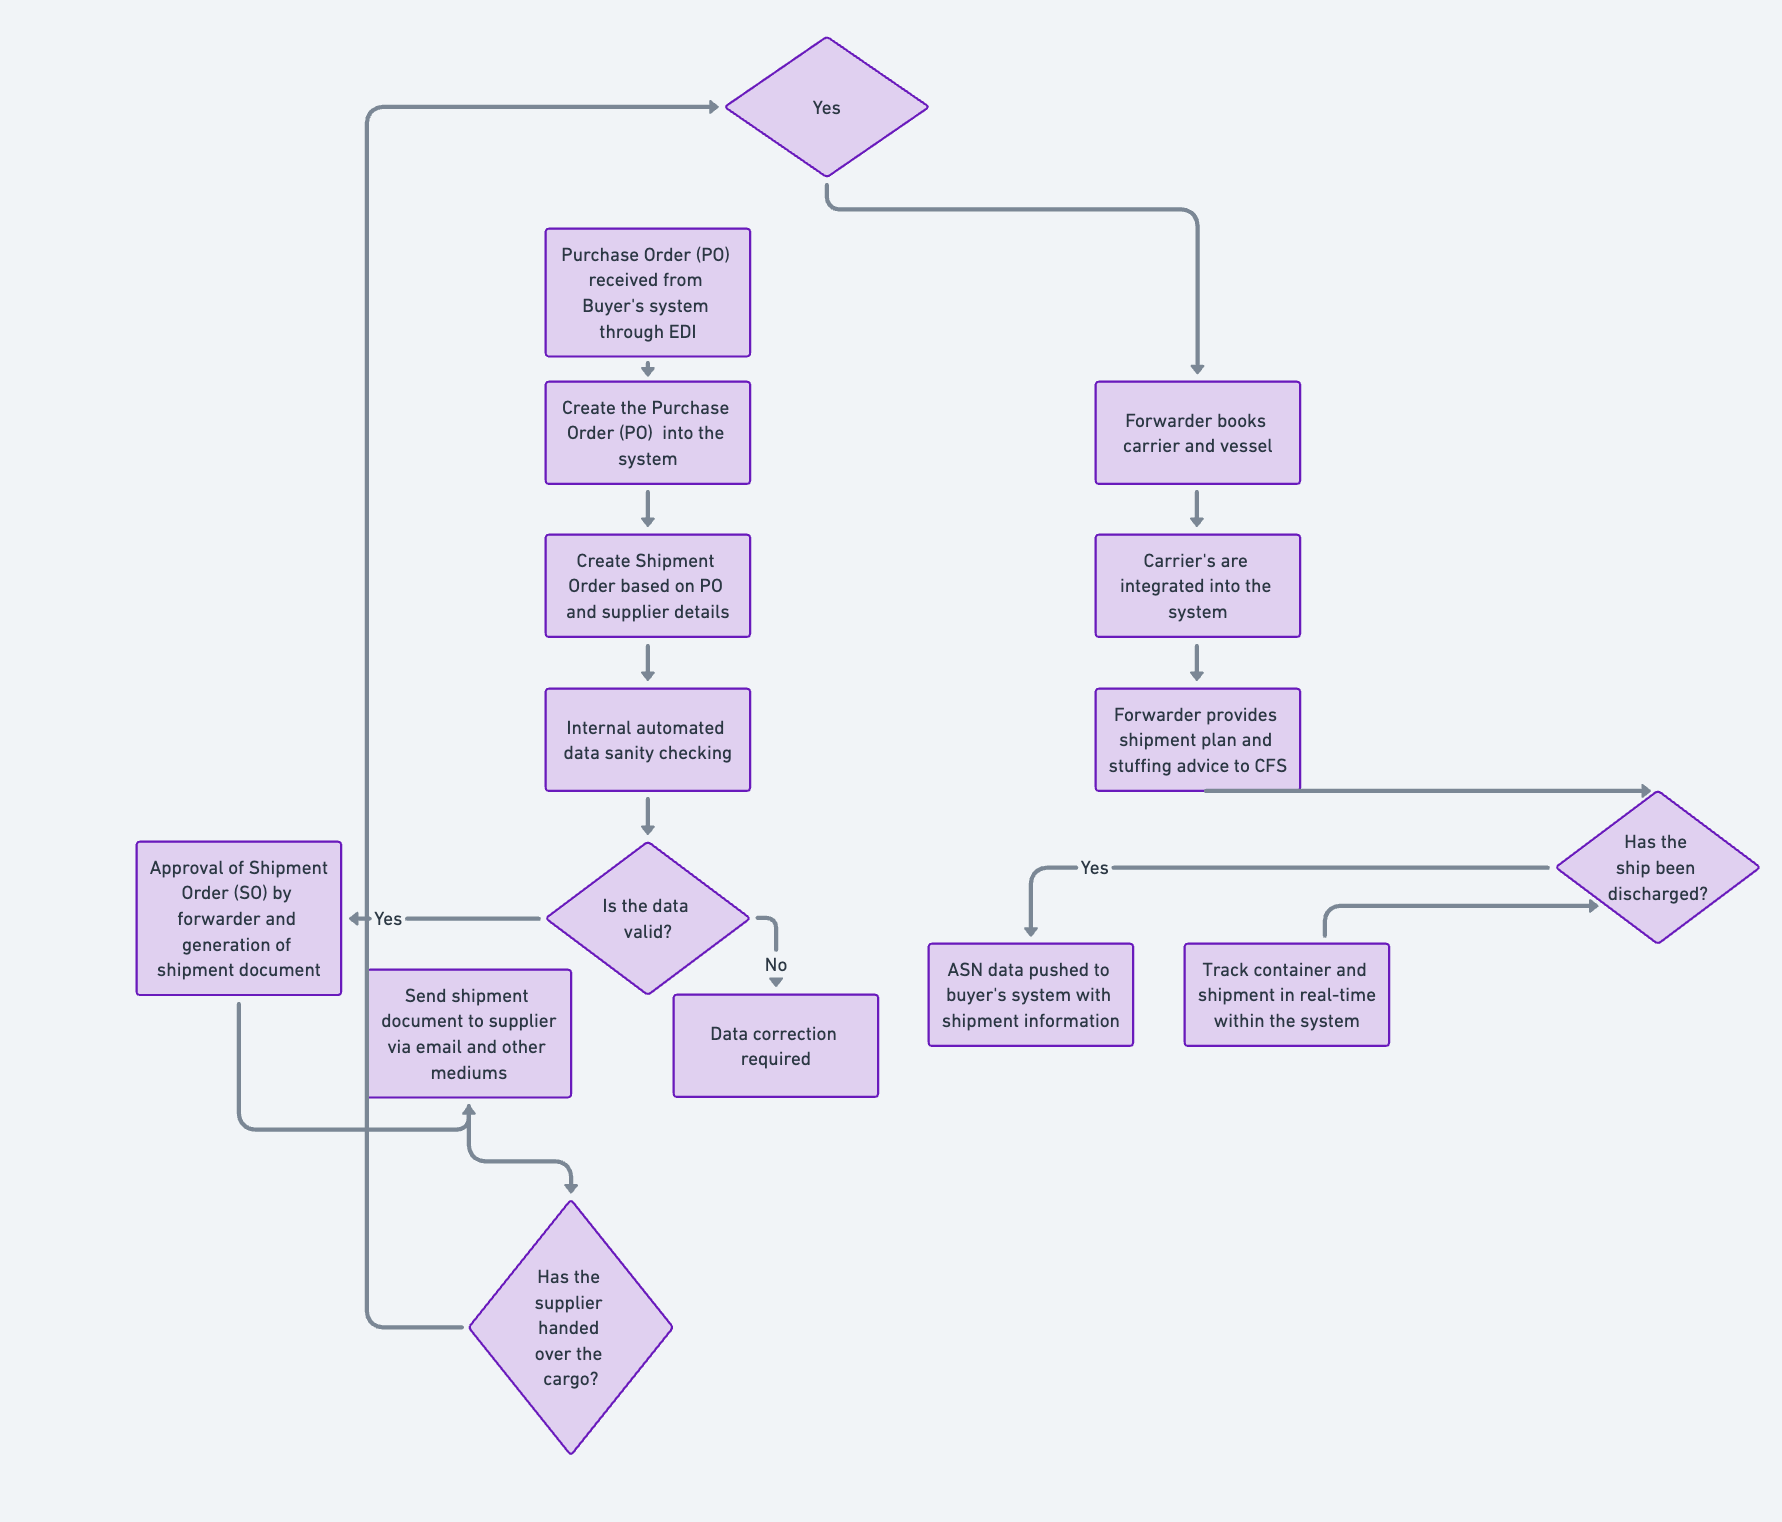 Yes
Purchase Order (PO)
received from
Buyer's system
through EDI
Create the Purchase
Order (PO)  into the
system
Create Shipment
Order based on PO
and supplier details
Internal automated
data sanity checking
Is the data
valid?
Yes
No
Approval of Shipment
Order (SO) by
forwarder and
generation of
shipment document
Send shipment
document to supplier
via email and other
mediums
Data correction
required
Has the
supplier
handed
over the
cargo?
Forwarder books
carrier and vessel
Carrier's are
integrated into the
system
Forwarder provides
shipment plan and
stuffing advice to CFS
Has the
ship been
discharged?
Yes
ASN data pushed to
buyer's system with
shipment information
Track container and
shipment in real-time
within the system